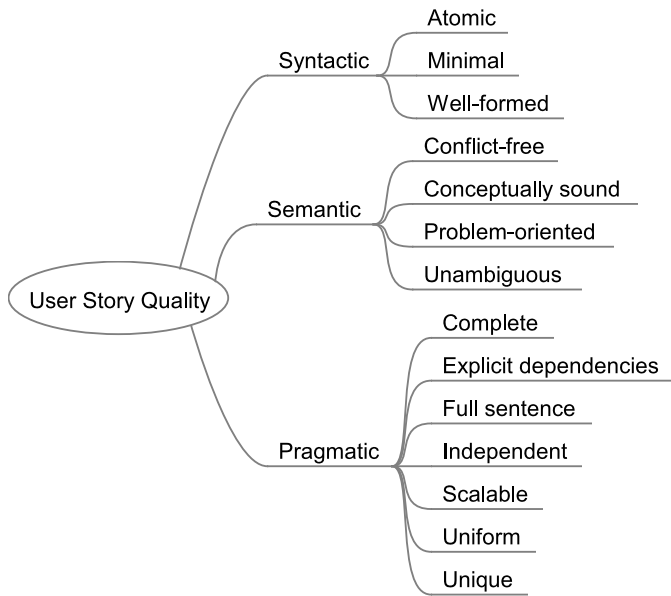 User Story Quality
Syntactic
Atomic
Minimal
Well-formed
Semantic
Conflict-free
Conceptually sound
Problem-oriented
Unambiguous
Pragmatic
Complete
Explicit dependencies
Full sentence
Independent
Scalable
Uniform
Unique